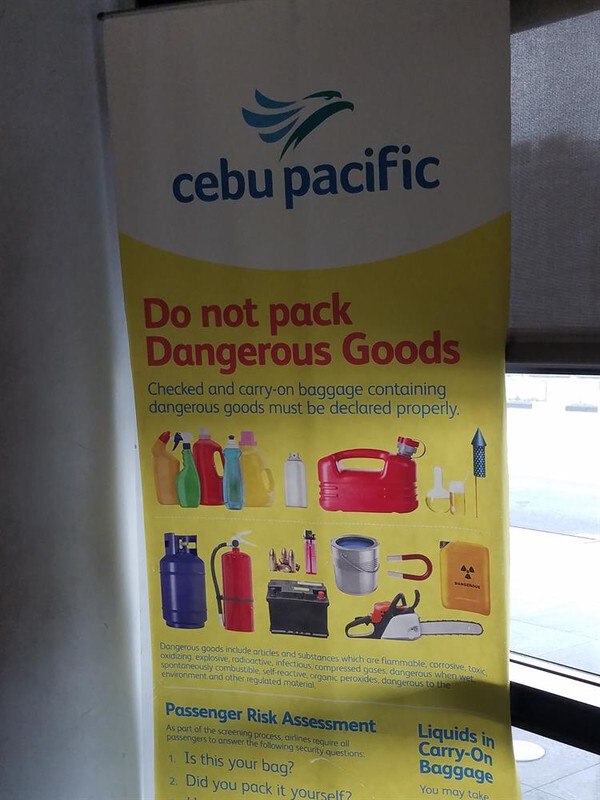 cebu pacific
Do not pack
Dangerous Goods
Checked and carry-on baggage containing
dangerous goods must be declared properly.
DANGEROUS
Dangerous goods include articles and substances which are flammable, corrosive, toxic,
oxidizing, explosive, radioactive, infectious, compressed gases, dangerous when wet,
spontaneously combustible, self-reactive, organic peroxides, dangerous to the
environment and other regulated material.
Passenger Risk Assessment
As part of the screening process, airlines require all
passengers to answer the following security questions:
1. Is this your bag?
2. Did you pack it yourself?
Liquids in
Carry-On
Baggage
You may take